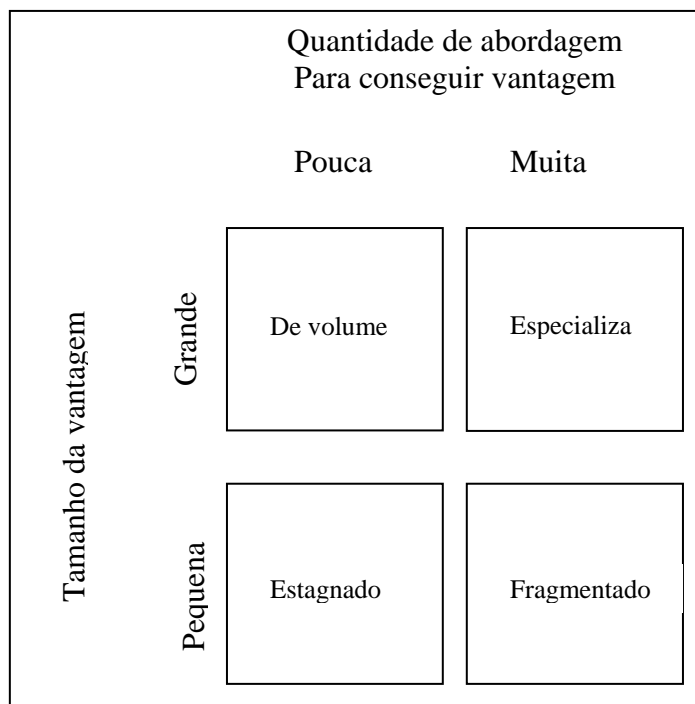 Quantidade de abordagem
Para conseguir vantagem
Pouca Muita
Tamanho da vantagem
Grande
De volume Especializa
Pequena
Estagnado Fragmentado